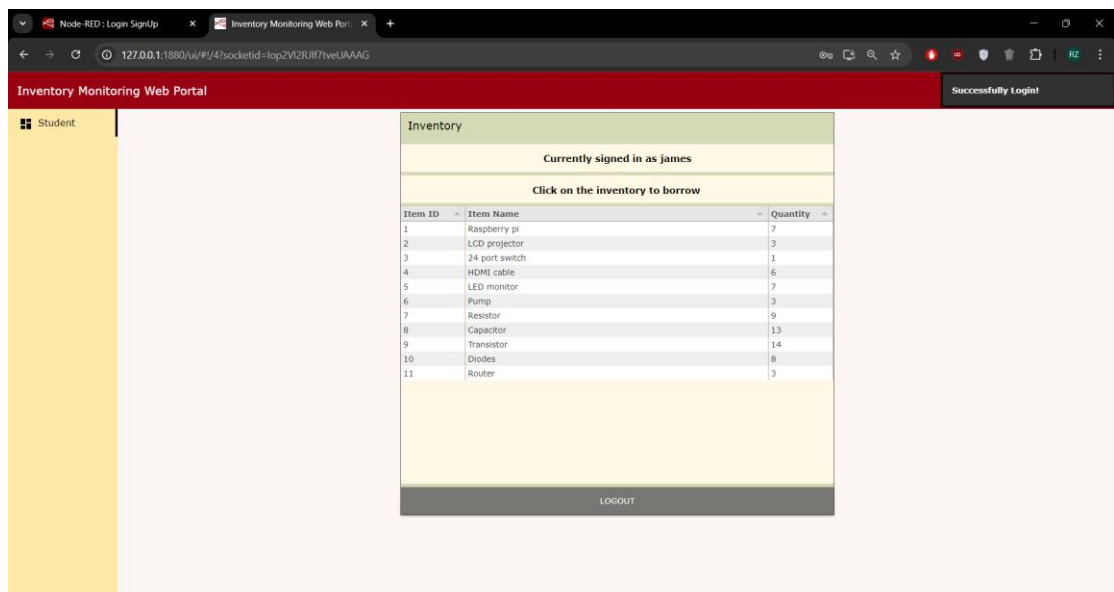 Node-RED : Login SignUp
Inventory Monitoring Web Port
127.0.0.1:1880/ui/#!/4?socketid=
RZ
Inventory Monitoring Web Portal
Successfully Login!
Student
Inventory
Currently signed in as james
Click on the inventory to borrow
Item ID Item Name Quantity
1 Raspberry pi 7
2 LCD projector 3
3 24 port switch 1
4 HDMI cable 6
5 LED monitor 7
6 Pump 3
7 Resistor 9
8 Capacitor 13
9 Transistor 14
10 Diodes 8
11 Router 3
LOGOUT